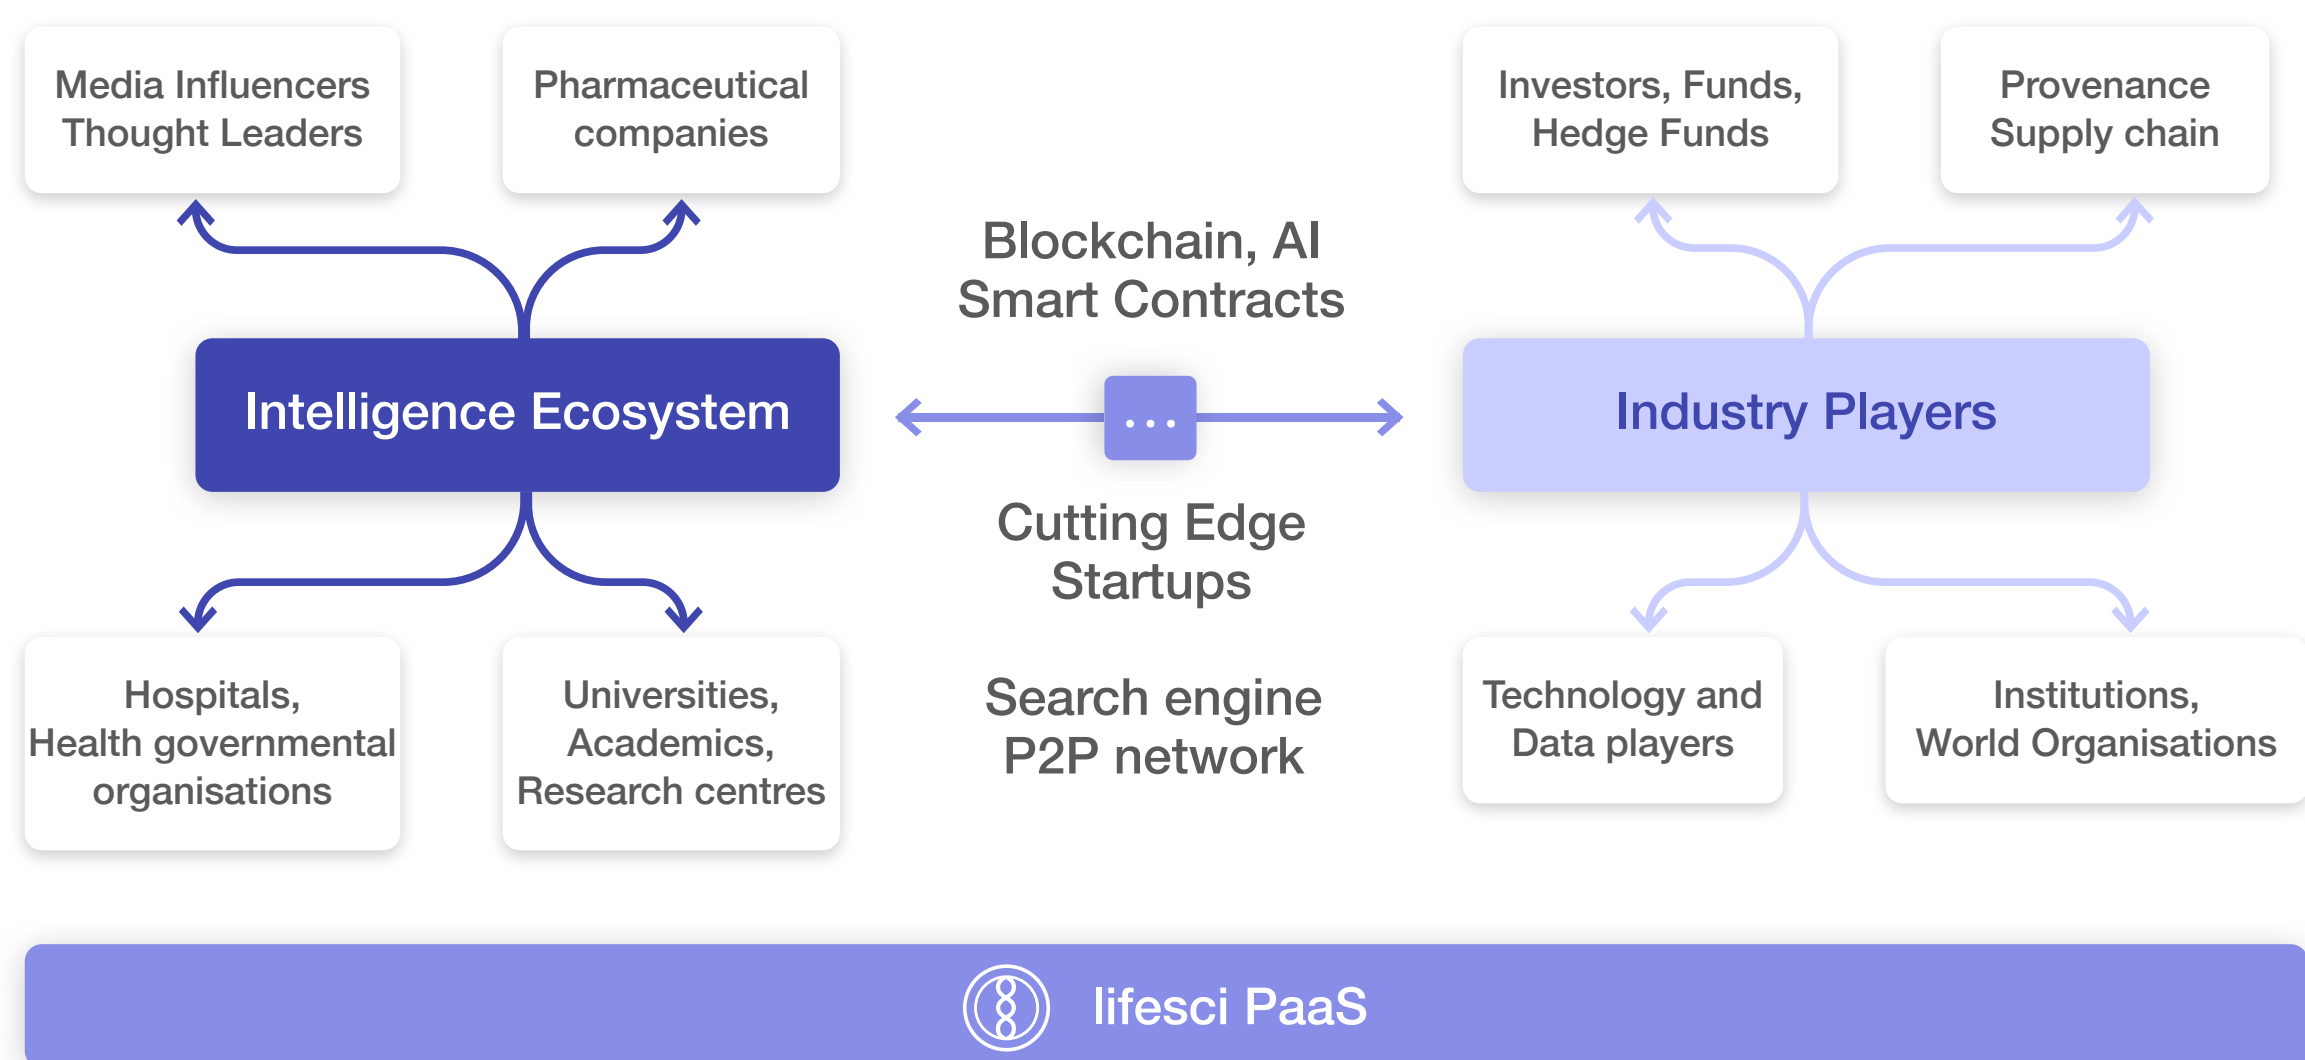 Media Influencers
Thought Leaders
Pharmaceutical
companies
Investors, Funds,
Hedge Funds
Provenance
Supply chain
Blockchain, AI
Smart Contracts
Intelligence Ecosystem
...
Industry Players
Cutting Edge
Startups
Hospitals,
Health governmental
organisations
Universities,
Academics,
Research centres
Search engine
P2P network
Technology and
Data players
Institutions,
World Organisations
lifesci PaaS